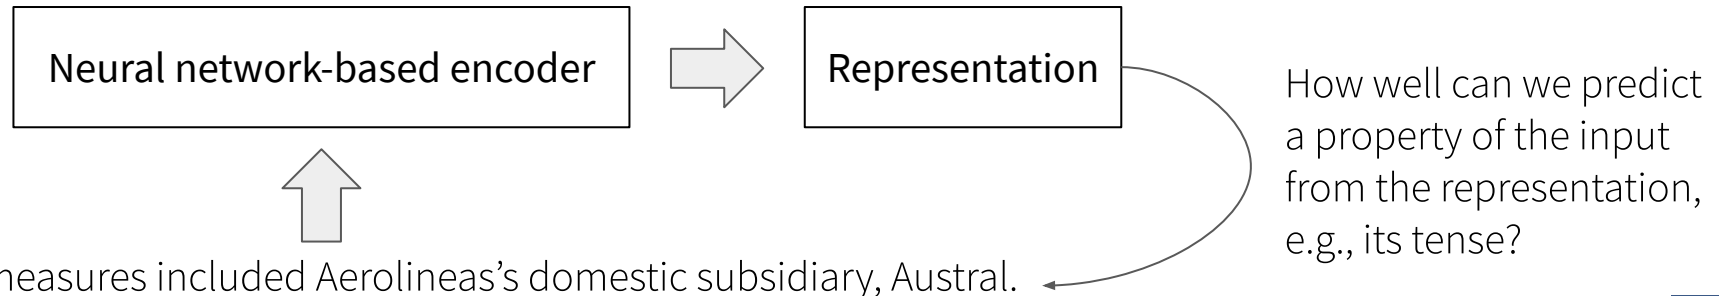 Neural network-based encoder
Representation
How well can we predict
a property of the input
from the representation,
e.g., its tense?
measures included Aerolineas’s domestic subsidiary, Austral.